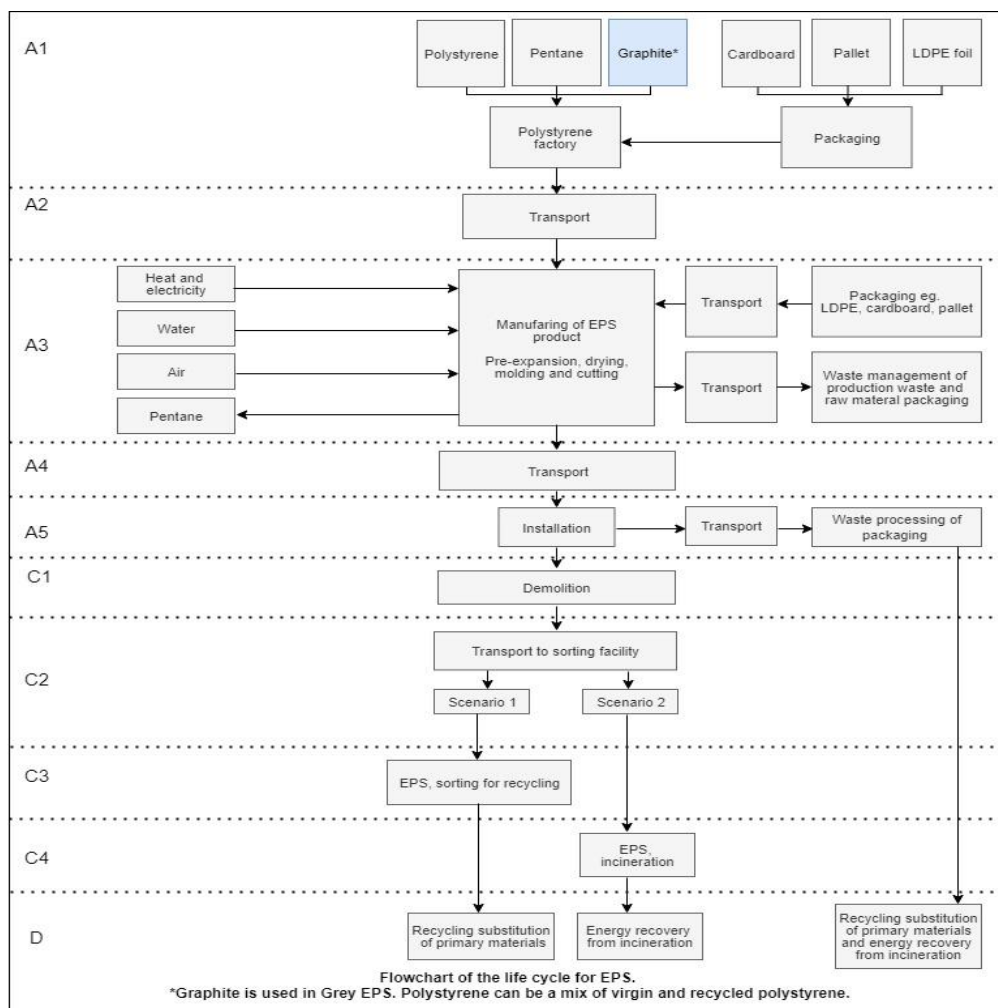 A1
Polystyrene
Pentane
Graphite*
Cardboard
Pallet
LDPE foil
Polystyrene
factory
Packaging
A2
Transport
A3
Heat and
electricity
Water
Air
Pentane
Manufaring of EPS
product
Pre-expansion, drying,
molding and cutting
Transport
Packaging eg.
LDPE, cardboard, pallet
Transport
Waste management of
production waste and
raw materal packaging
A4
Transport
A5
Installation
Transport
Waste processing of
packaging
C1
Demolition
C2
Transport to sorting facility
Scenario 1
Scenario 2
C3
EPS, sorting for recycling
C4
EPS,
incineration
D
Recycling substitution
of primary materials
Energy recovery
from incineration
Recycling substitution
of primary materials
and energy recovery
from incineration
Flowchart of the life cycle for EPS.
*Graphite is used in Grey EPS. Polystyrene can be a mix of virgin and recycled polystyrene.